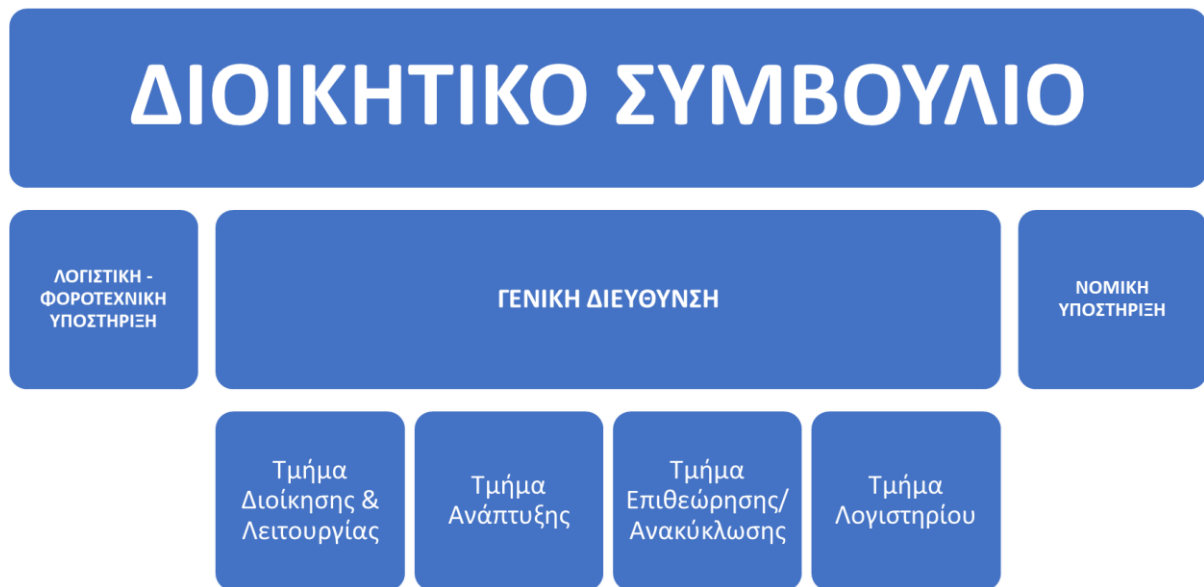 ΔΙΟΙΚΗΤΙΚΟ ΣΥΜΒΟΥΛΙΟ
ΛΟΓΙΣΤΙΚΗ -
ΦΟΡΟΤΕΧΝΙΚΗ
ΥΠΟΣΤΗΡΙΞΗ
ΓΕΝΙΚΗ ΔΙΕΥΘΥΝΣΗ
ΝΟΜΙΚΗ
ΥΠΟΣΤΗΡΙΞΗ
Τμήμα
Διοίκησης &
Λειτουργίας
Τμήμα
Ανάπτυξης
Τμήμα
Επιθεώρησης/
Ανακύκλωσης
Τμήμα
Λογιστηρίου